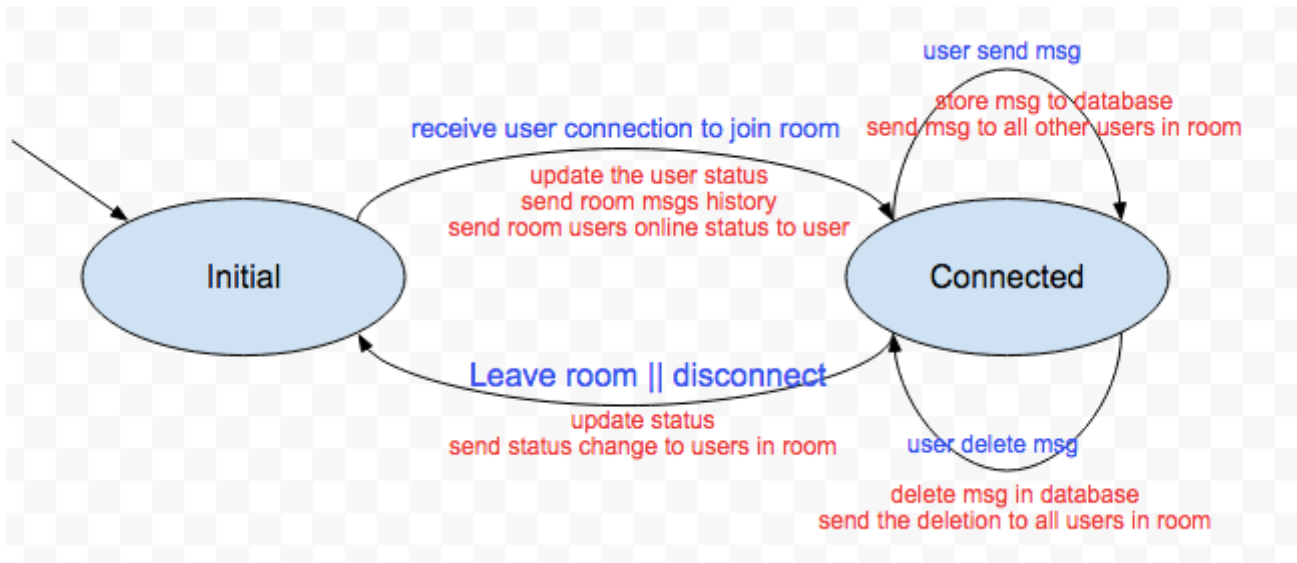 user send msg
store msg to database
send msg to all other users in room
receive user connection to join room
update the user status
send room msgs history
send room users online status to user
Initial
Connected
Leave room || disconnect
update status
send status change to users in room
user delete msg
delete msg in database
send the deletion to all users in room